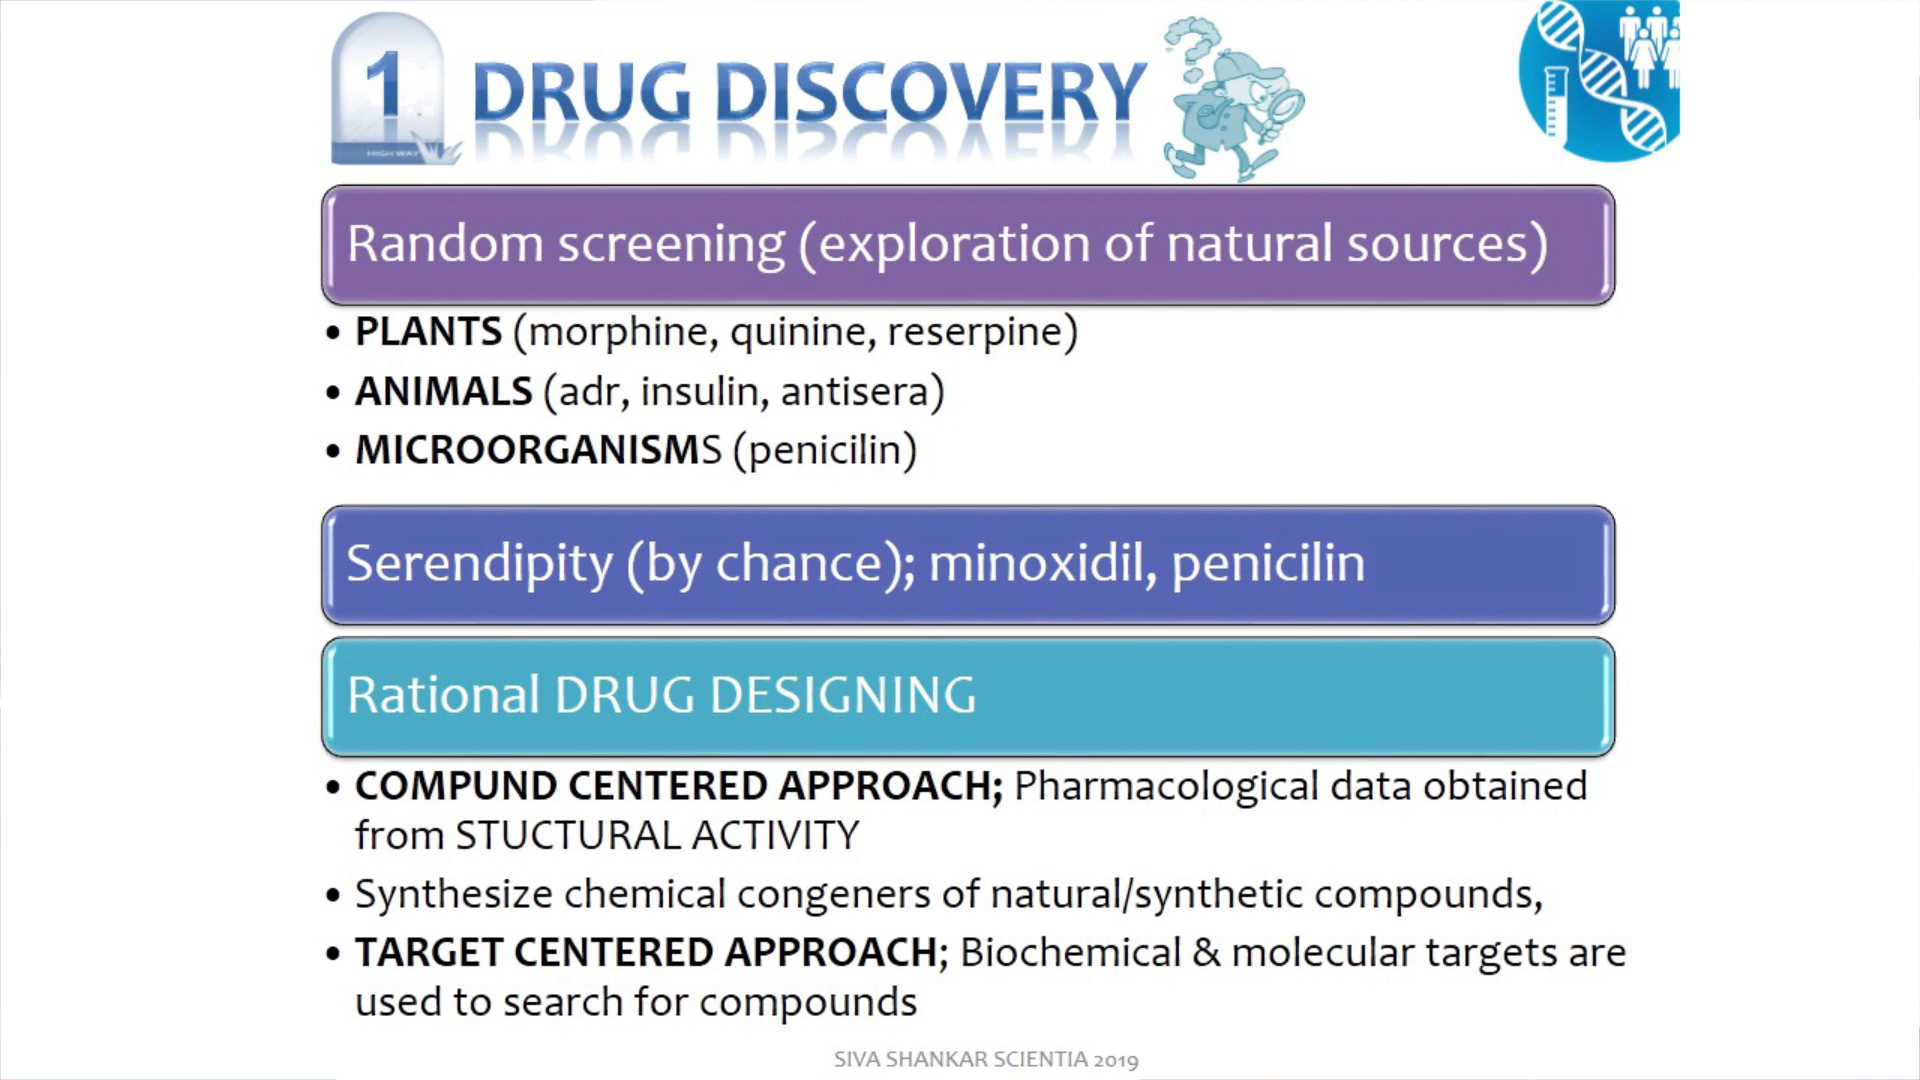 1 DRUG DISCOVERY
HIGH WAY
Random screening (exploration of natural sources)
• PLANTS (morphine, quinine, reserpine)
• ANIMALS (adr, insulin, antisera)
• MICROORGANISMS (penicilin)
Serendipity (by chance); minoxidil, penicilin
Rational DRUG DESIGNING
• COMPUND CENTERED APPROACH; Pharmacological data obtained
from STUCTURAL ACTIVITY
• Synthesize chemical congeners of natural/synthetic compounds,
• TARGET CENTERED APPROACH; Biochemical & molecular targets are
used to search for compounds
SIVA SHANKAR SCIENTIA 2019